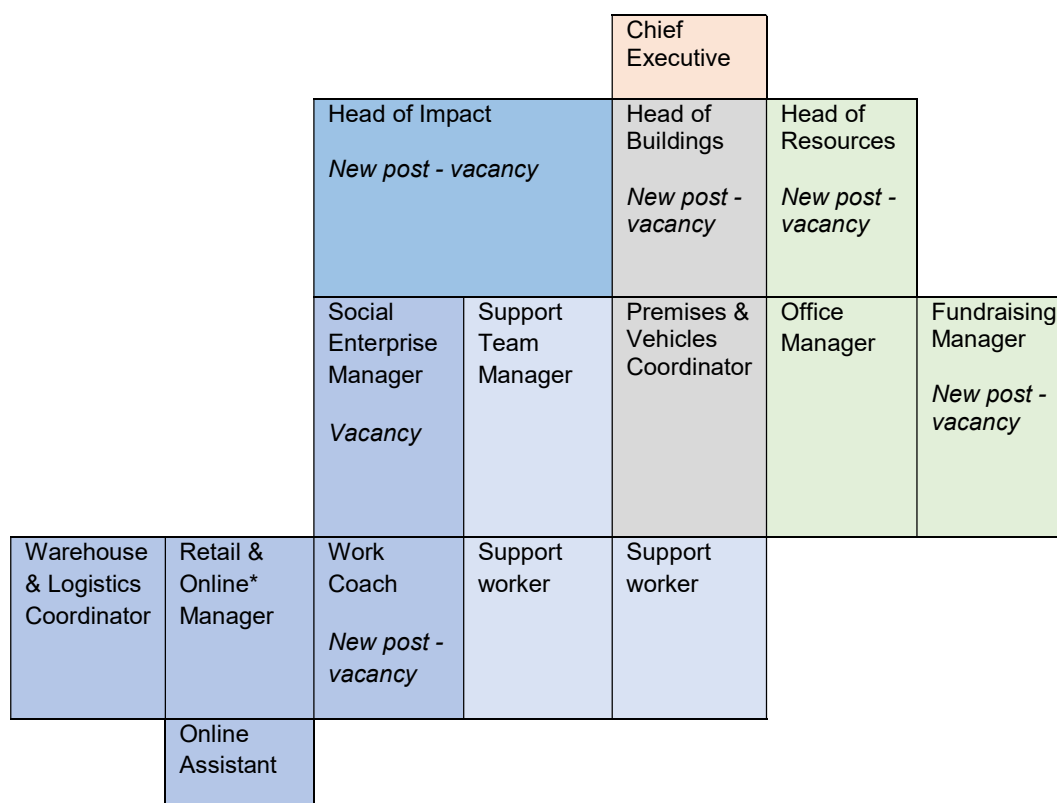 Chief
Executive
Head of Impact
New post - vacancy
Head of
Buildings
New post -
vacancy
Head of
Resources
New post -
vacancy
Social
Enterprise
Manager
Vacancy
Support
Team
Manager
Premises &
Vehicles
Coordinator
Office
Manager
Fundraising
Manager
New post -
vacancy
Warehouse
& Logistics
Coordinator
Retail &
Online*
Manager
Work
Coach
New post -
vacancy
Support
worker
Support
worker
Online
Assistant